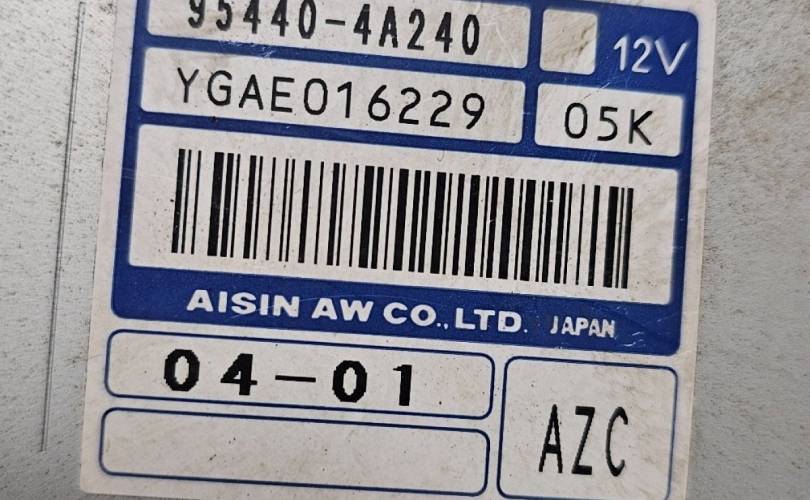 95440-4A240
12V
YGAE016229
05K
AISIN AW CO.,LTD. JAPAN
04-01
AZC